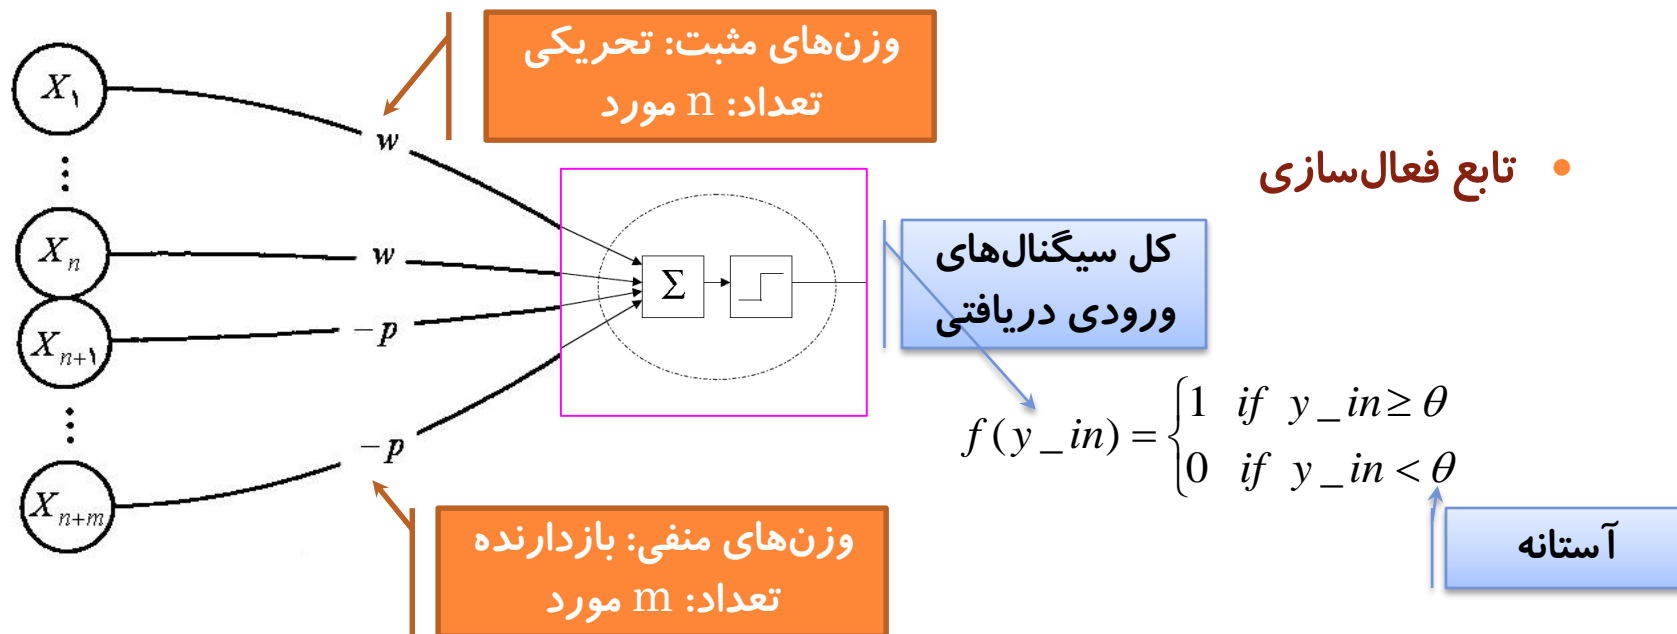 وزن‌های مثبت: تحریکی
تعداد: n مورد
• تابع فعال‌سازی
X۱
w
⋮
Xn
w
Xn+۱
−p
⋮
−p
Xn+m
Σ
کل سیگنال‌های
ورودی دریافتی
f(y_in) = {1 if y_in ≥ θ
0 if y_in < θ
آستانه
وزن‌های منفی: بازدارنده
تعداد: m مورد